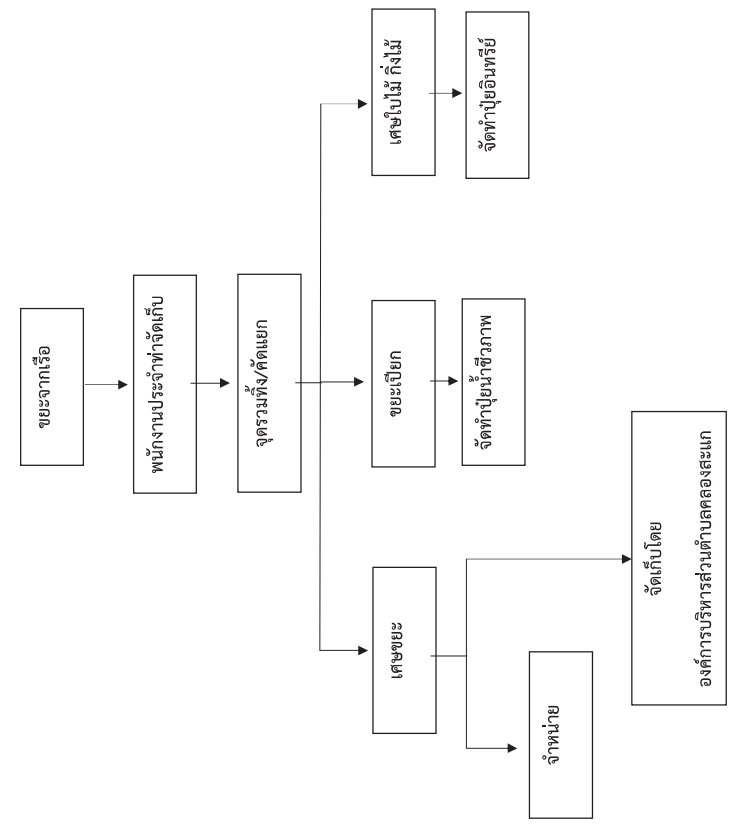 ขยะจากเรือ
พนักงานประจำท่าจัดเก็บ
จุดรวมทิ้ง/คัดแยก
เศษขยะ
ขยะเปียก
เศษใบไม้ กิ่งไม้
จำหน่าย
จัดเก็บโดย
องค์การบริหารส่วนตำบลคลองสะแก
จัดทำปุ๋ยน้ำชีวภาพ
จัดทำปุ๋ยอินทรีย์